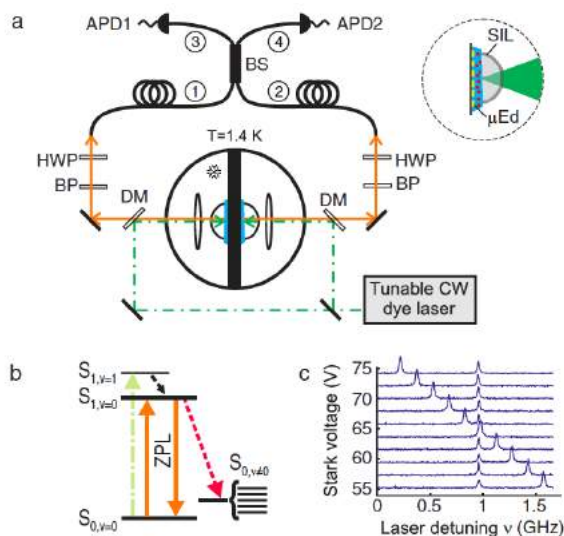 a
APD1
③
④
APD2
BS
①
②
SIL
μEd
HWP
BP
DM
T=1.4 K
HWP
BP
DM
Tunable CW
dye laser
b
S1,v=1
S1,v=0
ZPL
S0,v≠0
S0,v=0
c
Stark voltage (V)
75
70
65
60
55
0
0.5
1
1.5
Laser detuning ν (GHz)